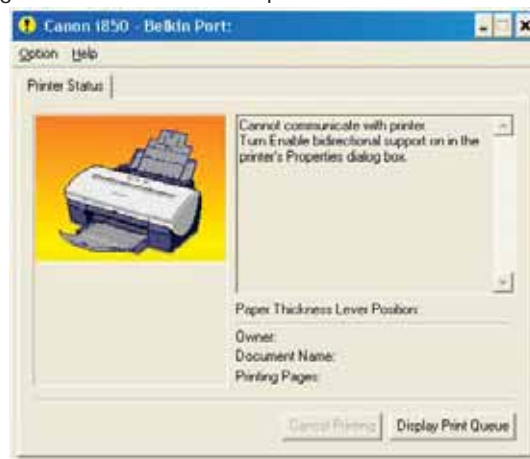 Canon i850 - Belkin Port:
Option Help
Printer Status
Cannot communicate with printer.
Turn Enable bidirectional support on in the
printer's Properties dialog box.
Paper Thickness Lever Position:
Owner:
Document Name:
Printing Pages:
Cancel Printing Display Print Queue